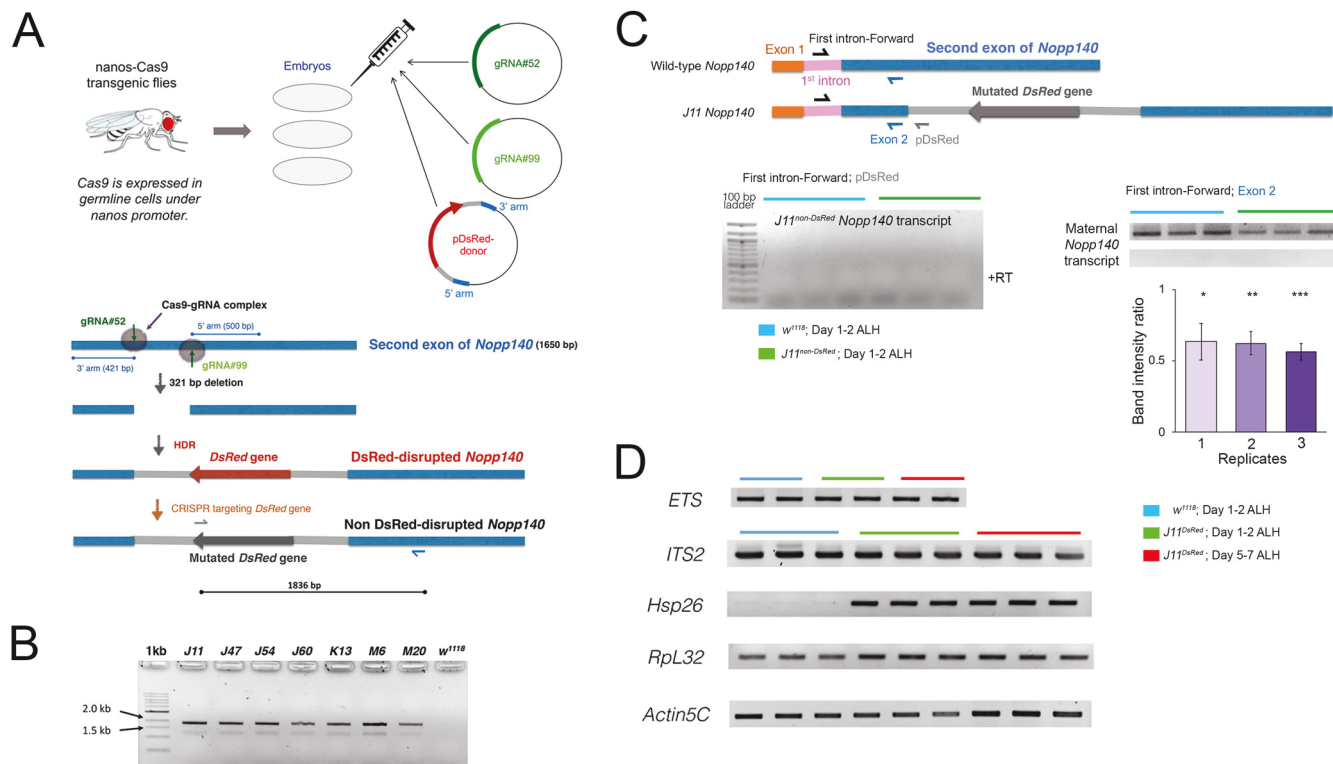 A
nanos-Cas9
transgenic flies
Cas9 is expressed in
germline cells under
nanos promoter.
Embryos
gRNA#52
gRNA#99
3' arm
pDsRed-
donor
5' arm
Cas9-gRNA complex
gRNA#52
5' arm (500 bp)
Second exon of Nopp140 (1650 bp)
gRNA#99
3' arm (421 bp)
321 bp deletion
HDR
DsRed gene
DsRed-disrupted Nopp140
CRISPR targeting DsRed gene
Non DsRed-disrupted Nopp140
Mutated DsRed gene
1836 bp
B
1kb J11 J47 J54 J60 K13 M6 M20 w1118
2.0 kb
1.5 kb
C
First intron-Forward
Exon 1
Second exon of Nopp140
Wild-type Nopp140
1st intron
Mutated DsRed gene
J11 Nopp140
Exon 2
pDsRed
First intron-Forward; pDsRed
100 bp
ladder
J11non-DsRed Nopp140 transcript
+RT
w1118; Day 1-2 ALH
J11non-DsRed; Day 1-2 ALH
First intron-Forward; Exon 2
Maternal
Nopp140
transcript
Band intensity ratio
1
0.5
0
* ** ***
1 2 3
Replicates
D
ETS
ITS2
Hsp26
RpL32
Actin5C
w1118; Day 1-2 ALH
J11DsRed; Day 1-2 ALH
J11DsRed; Day 5-7 ALH